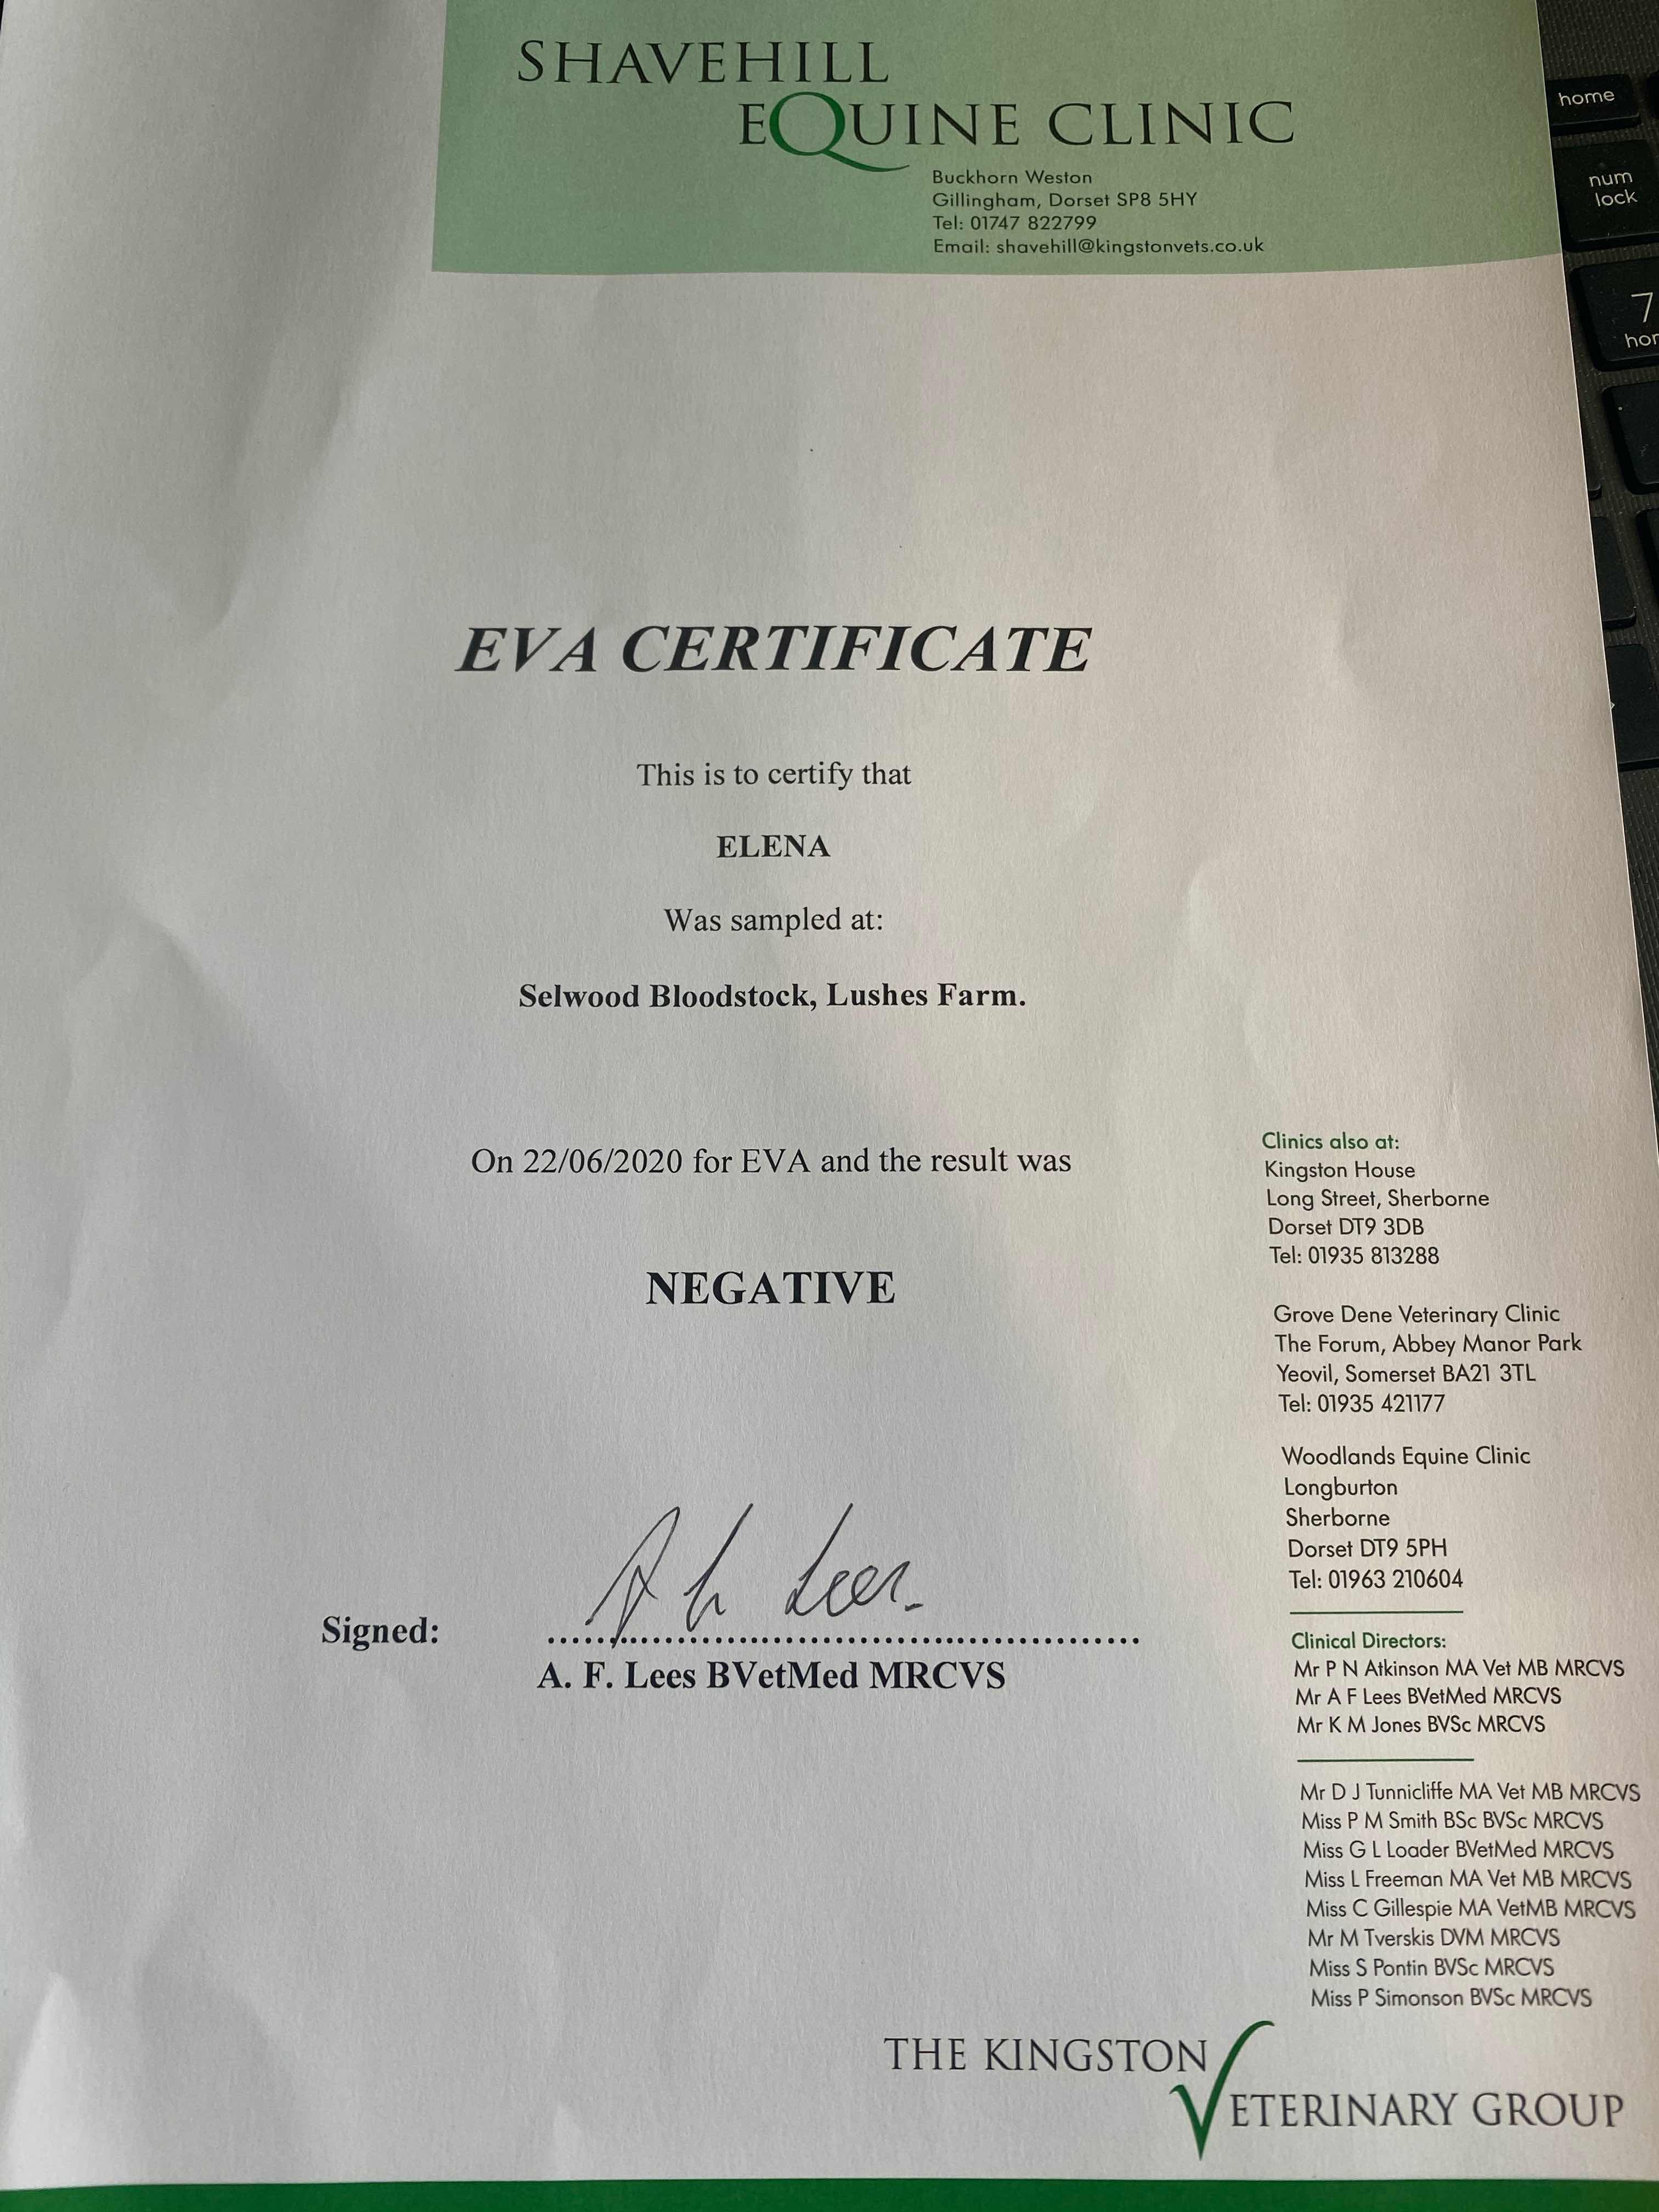 SHAVEHILL
EQUINE CLINIC
Buckhorn Weston
Gillingham, Dorset SP8 5HY
Tel: 01747 822799
Email: shavehill@kingstonvets.co.uk
home
num
lock
7
EVA CERTIFICATE
This is to certify that
ELENA
Was sampled at:
Selwood Bloodstock, Lushes Farm.
On 22/06/2020 for EVA and the result was
NEGATIVE
Signed:
A F Lees
A. F. Lees BVetMed MRCVS
Clinics also at:
Kingston House
Long Street, Sherborne
Dorset DT9 3DB
Tel: 01935 813288
Grove Dene Veterinary Clinic
The Forum, Abbey Manor Park
Yeovil, Somerset BA21 3TL
Tel: 01935 421177
Woodlands Equine Clinic
Longburton
Sherborne
Dorset DT9 5PH
Tel: 01963 210604
Clinical Directors:
Mr P N Atkinson MA Vet MB MRCVS
Mr A F Lees BVetMed MRCVS
Mr K M Jones BVSc MRCVS
Mr D J Tunnicliffe MA Vet MB MRCVS
Miss P M Smith BSc BVSc MRCVS
Miss G L Loader BVetMed MRCVS
Miss L Freeman MA Vet MB MRCVS
Miss C Gillespie MA VetMB MRCVS
Mr M Tverskis DVM MRCVS
Miss S Pontin BVSc MRCVS
Miss P Simonson BVSc MRCVS
THE KINGSTON
VETERINARY GROUP